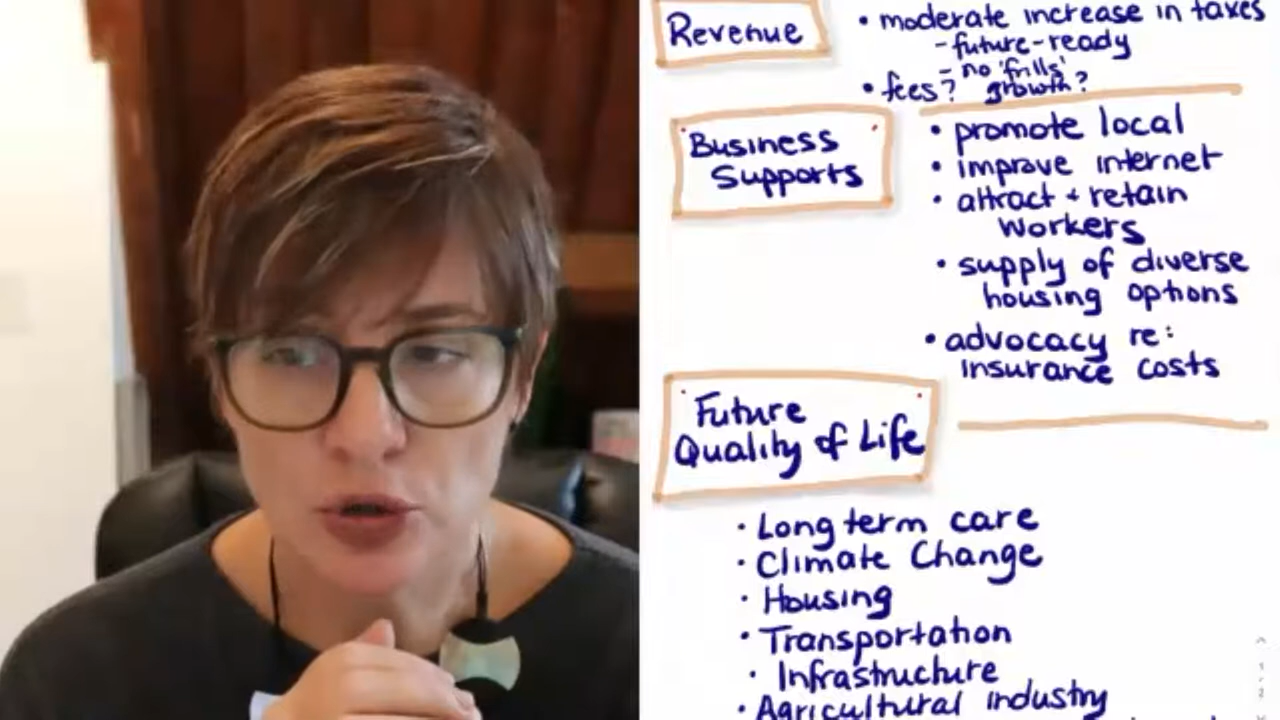 Revenue
• moderate increase in taxes
- future-ready
- no 'frills'
• fees? growth?
Business
Supports
• promote local
• improve internet
• attract + retain
workers
• supply of diverse
housing options
• advocacy re:
insurance costs
Future
Quality of Life
• Long term care
• Climate Change
• Housing
• Transportation
• Infrastructure
• Agricultural industry